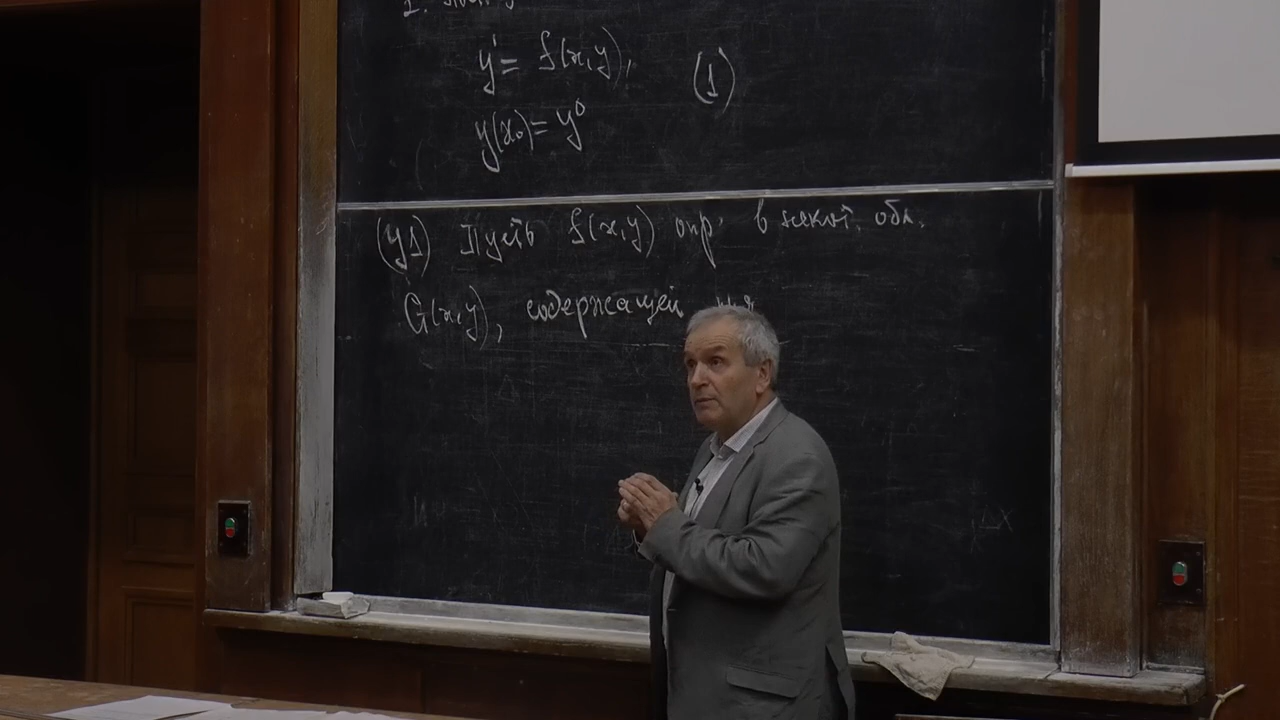 y' = f(x,y), (1)
y(x₀) = y⁰
(У1) Пусть f(x,y) опр. в некот. обл.
G(x,y), содержащей